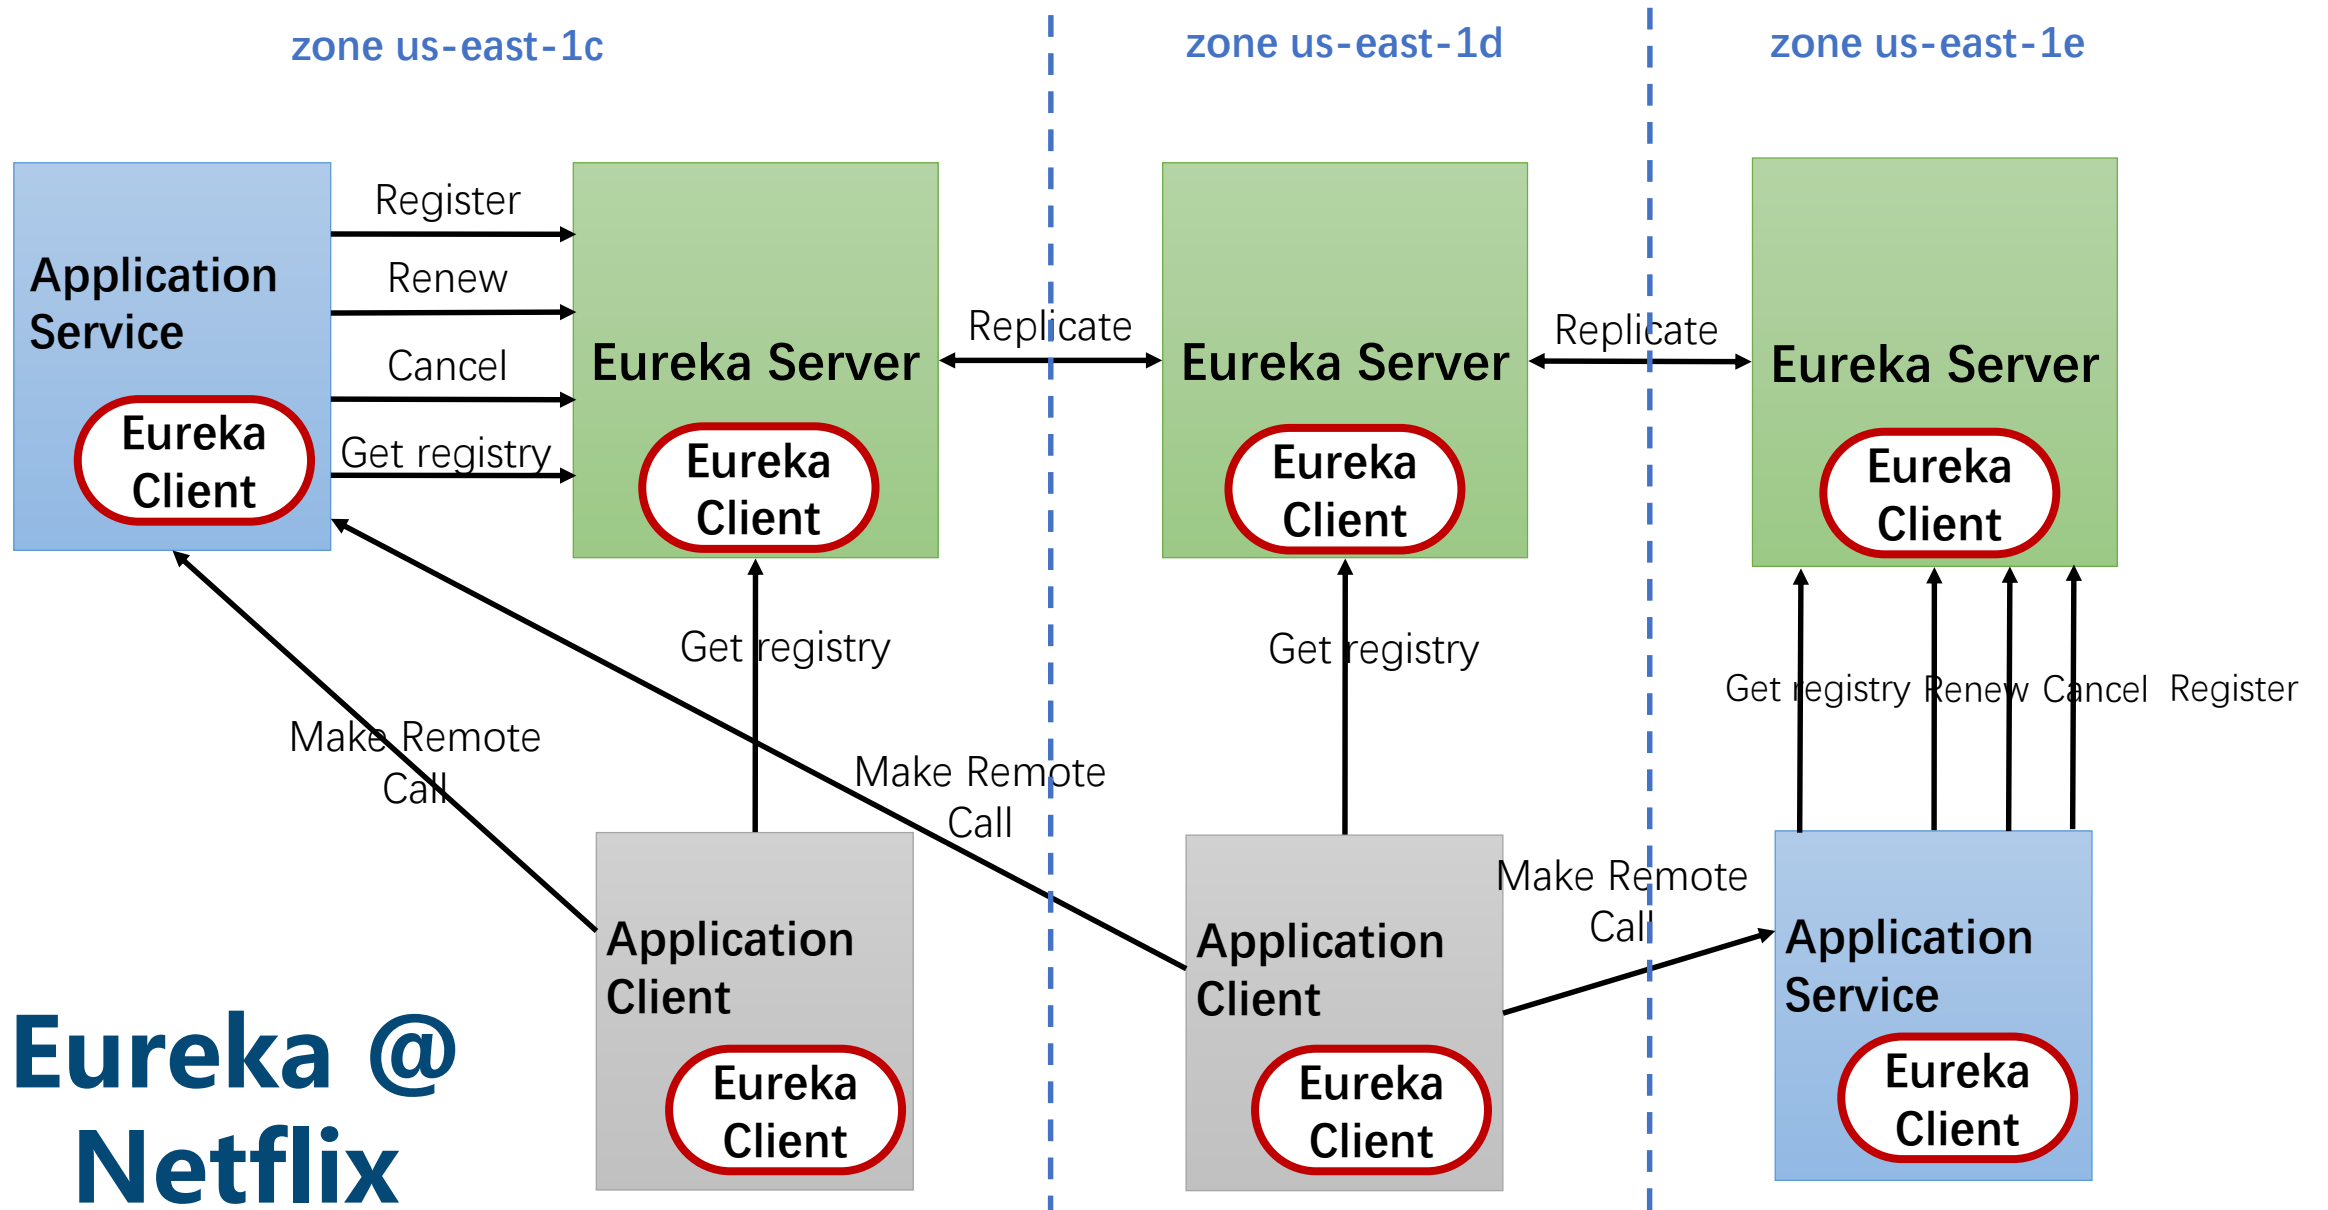 zone us-east-1c
zone us-east-1d
zone us-east-1e
Application
Service
Eureka
Client
Register
Renew
Cancel
Get registry
Eureka Server
Eureka
Client
Replicate
Eureka Server
Eureka
Client
Replicate
Eureka Server
Eureka
Client
Get registry
Get registry
Get registry
Renew
Cancel
Register
Make Remote
Call
Make Remote
Call
Make Remote
Call
Application
Client
Eureka
Client
Application
Client
Eureka
Client
Application
Service
Eureka
Client
Eureka @
Netflix